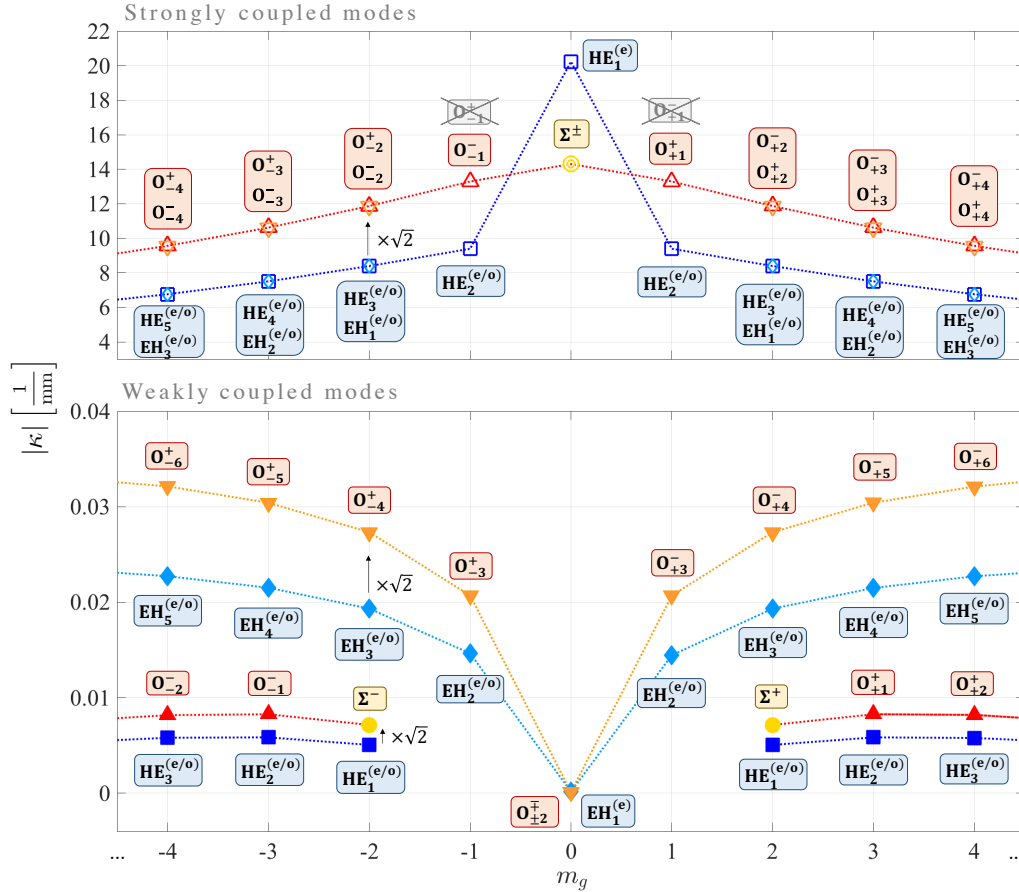 Strongly coupled modes
22
20
18
16
14
12
10
8
6
4
HE₁⁽ᵉ⁾
O₋₁⁺
O₊₁⁻
Σ^±
O₋₄⁺
O₋₄⁻
O₋₃⁺
O₋₃⁻
O₋₂⁺
O₋₂⁻
O₋₁⁻
O₊₁⁺
O₊₂⁻
O₊₂⁺
O₊₃⁻
O₊₃⁺
O₊₄⁻
O₊₄⁺
×√2
HE₅^(e/o)
EH₃^(e/o)
HE₄^(e/o)
EH₂^(e/o)
HE₃^(e/o)
EH₁^(e/o)
HE₂^(e/o)
HE₂^(e/o)
HE₃^(e/o)
EH₁^(e/o)
HE₄^(e/o)
EH₂^(e/o)
HE₅^(e/o)
EH₃^(e/o)
|κ| [1/mm]
Weakly coupled modes
0.04
0.03
0.02
0.01
0
O₋₆⁺
O₋₅⁺
O₋₄⁺
O₋₃⁺
O₊₃⁻
O₊₄⁻
O₊₅⁻
O₊₆⁻
×√2
EH₅^(e/o)
EH₄^(e/o)
EH₃^(e/o)
EH₂^(e/o)
EH₂^(e/o)
EH₃^(e/o)
EH₄^(e/o)
EH₅^(e/o)
O₋₂⁻
O₋₁⁻
Σ⁻
Σ⁺
O₊₁⁺
O₊₂⁺
×√2
HE₃^(e/o)
HE₂^(e/o)
HE₁^(e/o)
HE₁^(e/o)
HE₂^(e/o)
HE₃^(e/o)
O_±2^∓
EH₁⁽ᵉ⁾
... -4 -3 -2 -1 0 1 2 3 4 ...
m_g